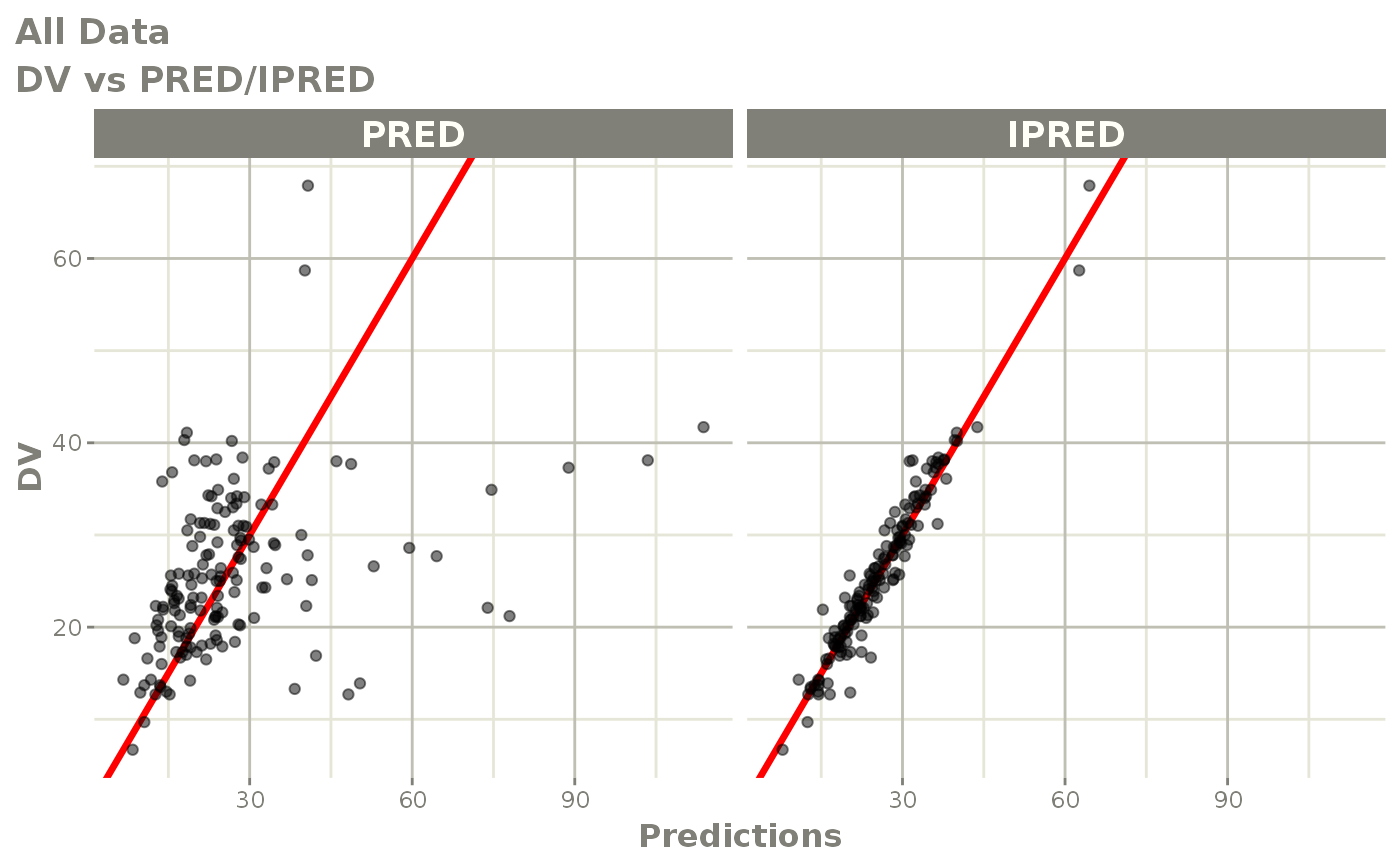 All Data
DV vs PRED/IPRED
PRED IPRED
60
40
20
DV
30 60 90 30 60 90
Predictions